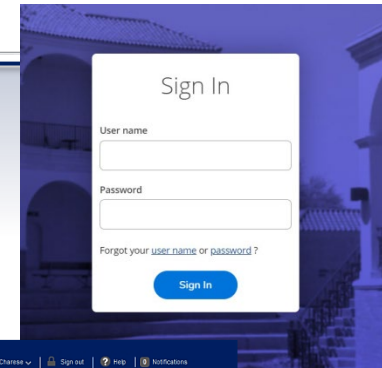 Sign In
User name
Password
Forgot your user name or password ?
Sign In
Charese
Sign out
Help
0 Notifications